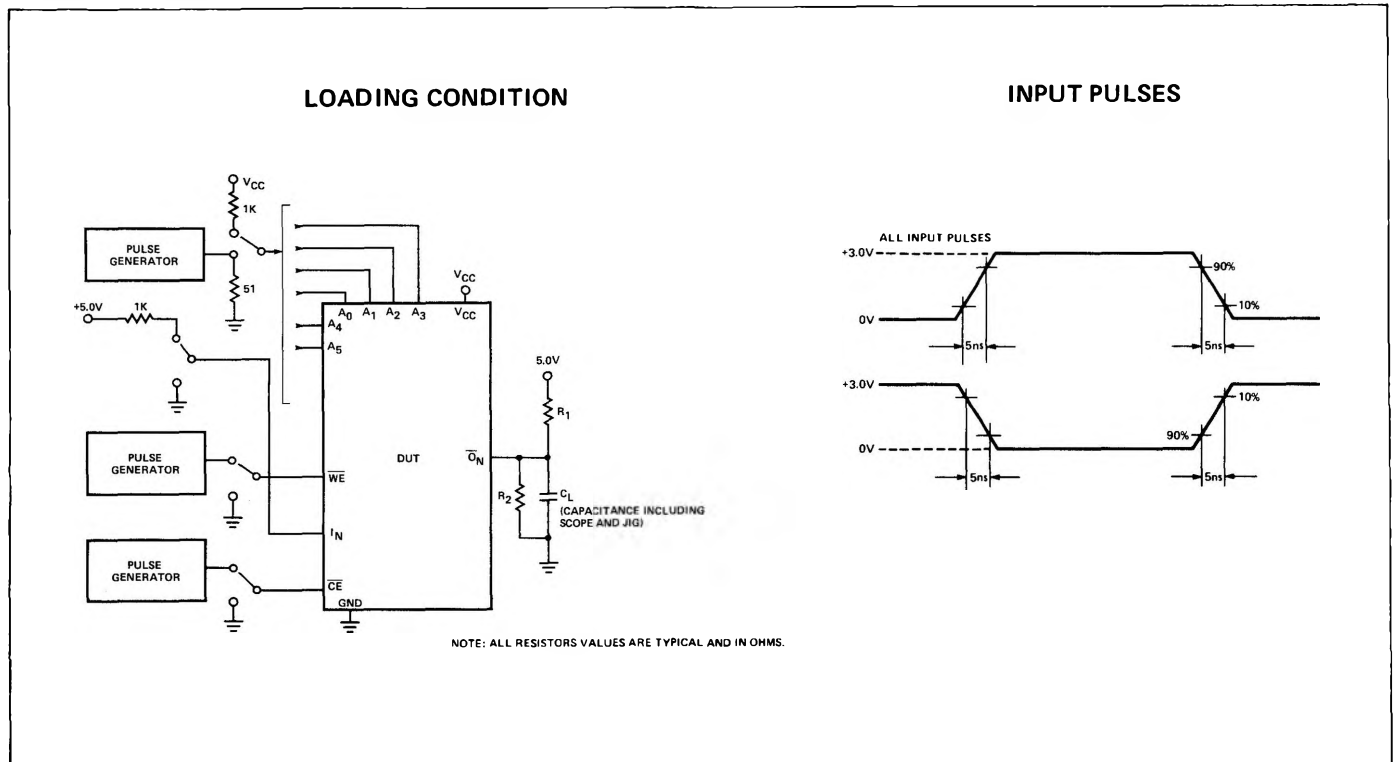 LOADING CONDITION
INPUT PULSES
VCC
1K
PULSE
GENERATOR
51
+5.0V
1K
A0 A1 A2 A3
VCC
VCC
A4
A5
5.0V
R1
DUT
ON
R2
CL
(CAPACITANCE INCLUDING
SCOPE AND JIG)
PULSE
GENERATOR
WE
IN
PULSE
GENERATOR
CE
GND
NOTE: ALL RESISTORS VALUES ARE TYPICAL AND IN OHMS.
ALL INPUT PULSES
+3.0V
90%
10%
0V
5ns
5ns
+3.0V
10%
90%
0V
5ns
5ns